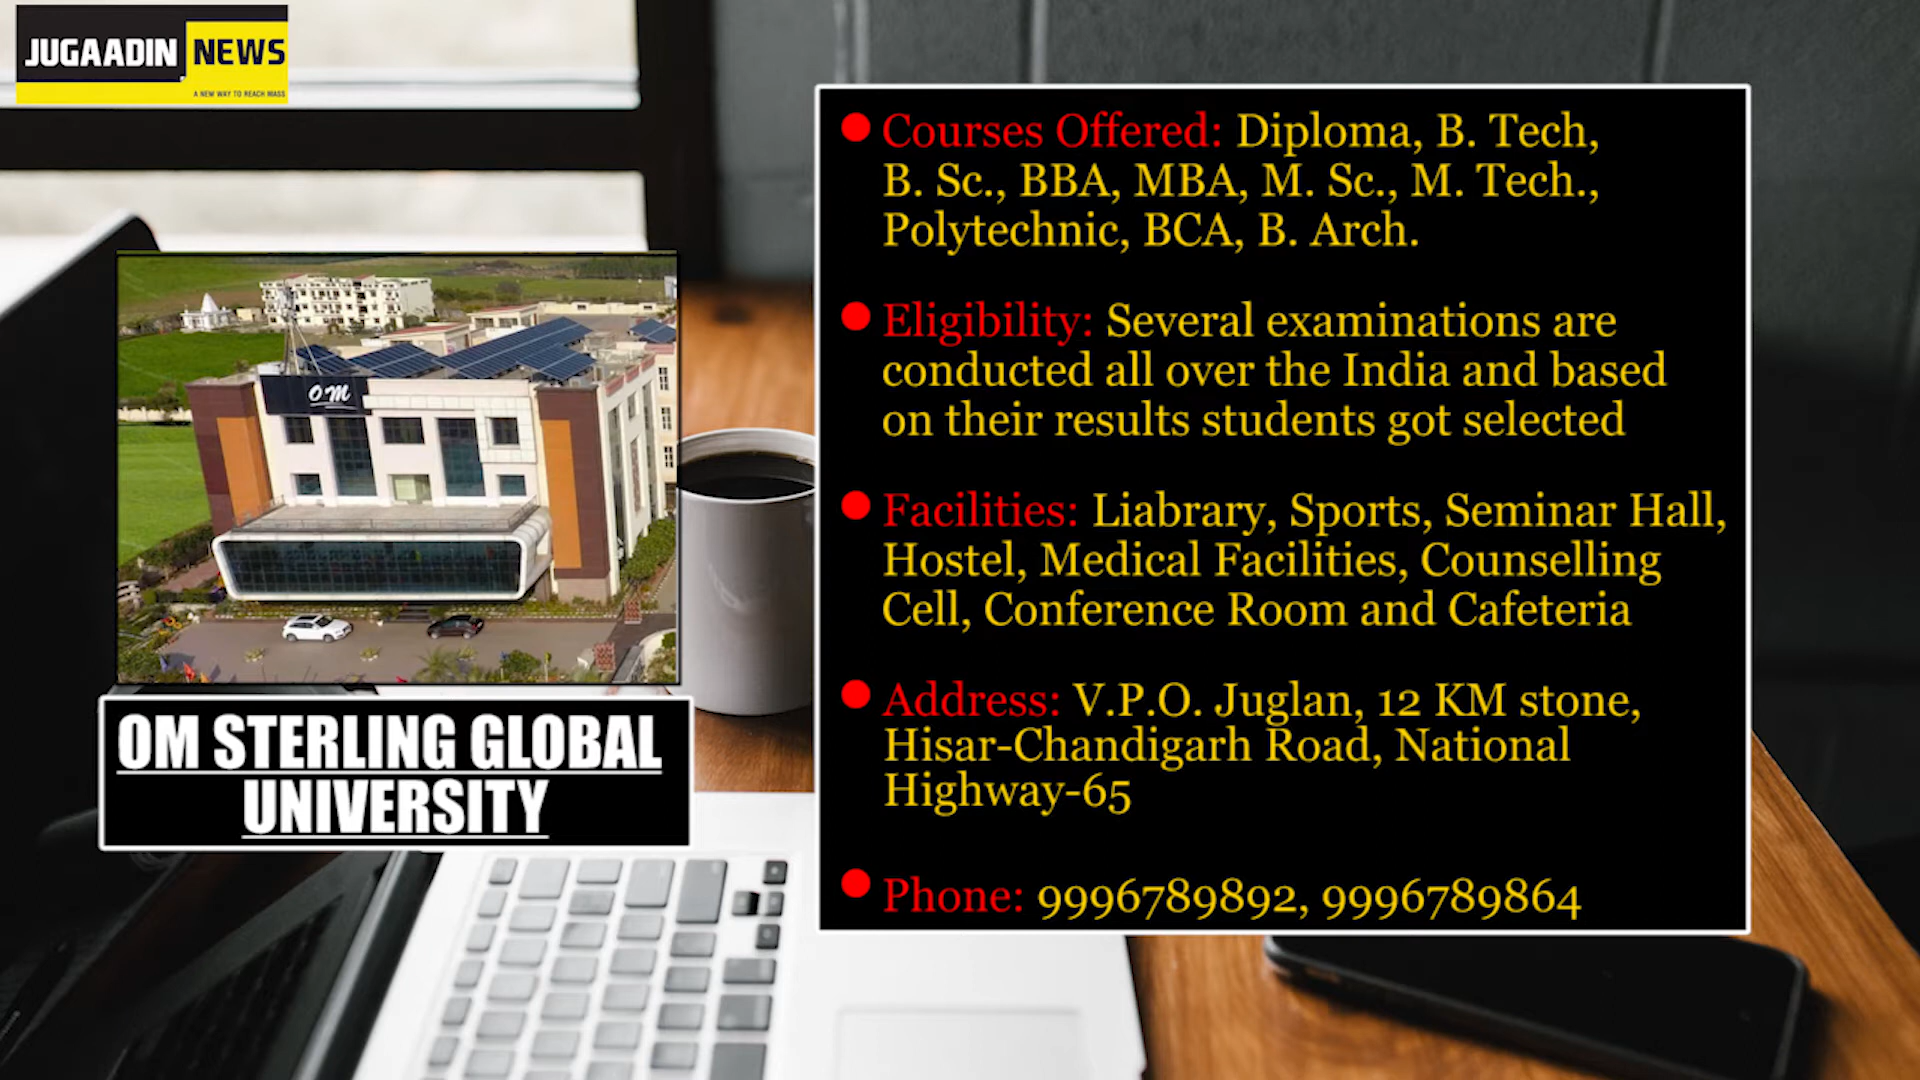 JUGAADIN NEWS
A NEW WAY TO REACH MASS
OM
OM STERLING GLOBAL
UNIVERSITY
Courses Offered: Diploma, B. Tech,
B. Sc., BBA, MBA, M. Sc., M. Tech.,
Polytechnic, BCA, B. Arch.
Eligibility: Several examinations are
conducted all over the India and based
on their results students got selected
Facilities: Liabrary, Sports, Seminar Hall,
Hostel, Medical Facilities, Counselling
Cell, Conference Room and Cafeteria
Address: V.P.O. Juglan, 12 KM stone,
Hisar-Chandigarh Road, National
Highway-65
Phone: 9996789892, 9996789864